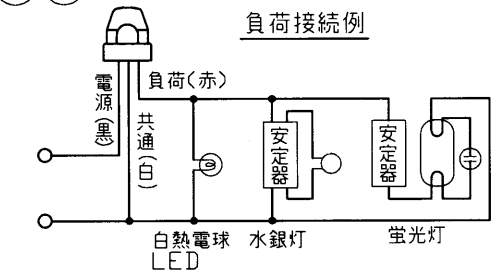 負荷接続例
電源(黒)
共通(白)
負荷(赤)
安定器
安定器
白熱電球
LED
水銀灯
蛍光灯